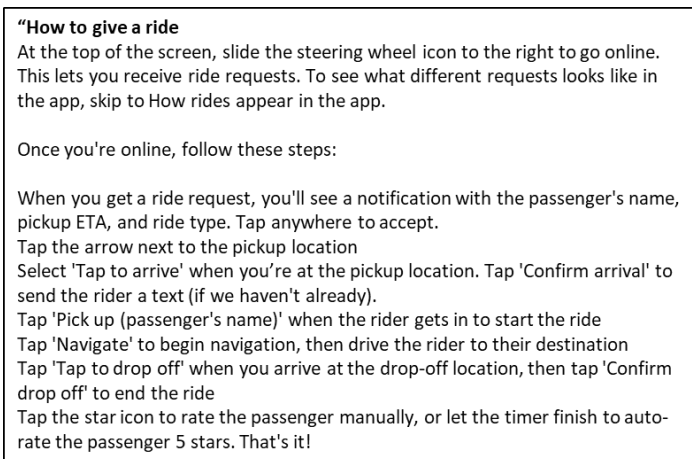 “How to give a ride
At the top of the screen, slide the steering wheel icon to the right to go online.
This lets you receive ride requests. To see what different requests looks like in
the app, skip to How rides appear in the app.
Once you're online, follow these steps:
When you get a ride request, you'll see a notification with the passenger's name,
pickup ETA, and ride type. Tap anywhere to accept.
Tap the arrow next to the pickup location
Select 'Tap to arrive' when you’re at the pickup location. Tap 'Confirm arrival' to
send the rider a text (if we haven't already).
Tap 'Pick up (passenger's name)' when the rider gets in to start the ride
Tap 'Navigate' to begin navigation, then drive the rider to their destination
Tap 'Tap to drop off' when you arrive at the drop-off location, then tap 'Confirm
drop off' to end the ride
Tap the star icon to rate the passenger manually, or let the timer finish to auto-
rate the passenger 5 stars. That's it!